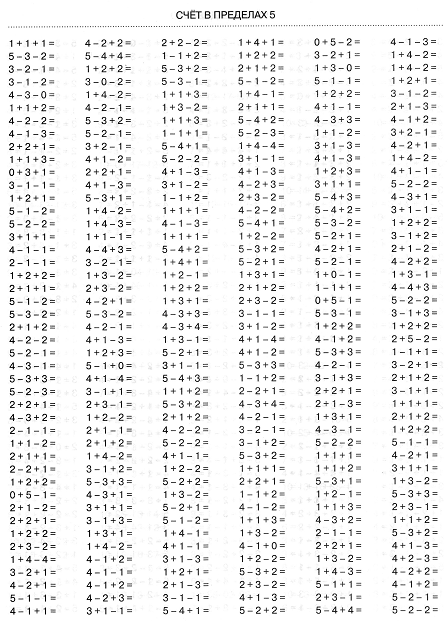 СЧЁТ В ПРЕДЕЛАХ 5
1+1+1= 4-2+2= 2+2-2= 1+4+1= 0+5-2= 4-1-3=
5-3-2= 5-4+4= 1-1+2= 1+2+2= 3+1-1= 5-4+2=
3-2-1= 1+2+2= 5-3+2= 2+1+2= 1+3-0= 1+4-2=
3-1-2= 3-0-2= 5-3-1= 5-1-2= 5-1-1= 1+2+1=
4-3-0= 1+4-2= 1+1+3= 1+4-1= 1+2+2= 3-1-2=
1+1+2= 4-2-1= 1+3-2= 2+2+1= 4+1-1= 2+1-3=
4-2-2= 5-3+2= 1+1+3= 5-4+2= 4-3+3= 4-1+2=
4-1-3= 5-2-1= 1-1+1= 5-2-3= 1+1-2= 3+2-1=
2+2+1= 3+1-2= 5-4+1= 1+4-4= 3+1-3= 4-2+1=
1+1+3= 4+1-2= 5-2-2= 3+1-1= 4+1-3= 1+4-2=
0+3+1= 2+2+1= 4+1-3= 4+1-3= 1+2+3= 4+1-1=
3-1-1= 4+1-3= 3+1-2= 4-2+3= 3+1+1= 5-2-2=
1+2+1= 5-3+1= 1+1-2= 2+3-2= 5-4+3= 4-3+1=
5-1-2= 1+4-2= 1+1+1= 4-2-2= 5-4+2= 3+1-1=
5-2-2= 1+4-3= 4-1-3= 5-4+1= 5-3-2= 1+2+2=
3+1+1= 1+1-1= 1+1+1= 1+2-2= 5-2+1= 3-1+2=
4-1-1= 4-4+3= 5-4+2= 5-3+2= 4-2+1= 2+1-2=
2-1-1= 3-2-1= 1+4+1= 5-2+1= 5-2+1= 4-2-2=
1+2+2= 1+3-2= 1+2-1= 1+3+1= 1+0-1= 1+3-1=
2+1+1= 2+3-2= 1+3+1= 1+1+2= 1-1+1= 4-4+3=
5-1-2= 4-2+1= 1+2+1= 2+3-2= 0+5-1= 5-2-2=
5-3-2= 5-3-2= 4-3+3= 3-1-1= 5-3-1= 3-1+3=
2+1+2= 4-2-1= 4-3+4= 3+1-2= 1+2+2= 1+2+2=
4-2-2= 4+1-3= 1+3-1= 4+1-4= 4-1+2= 2+5-2=
5-2-1= 1+2+3= 5-2+1= 4+1-2= 5-3+3= 1-1+1=
4-3-1= 5-1+0= 3+1-1= 5-3+3= 4-2-1= 3-2+1=
5-3+3= 4+1-4= 5-4+3= 1-1+2= 3-1+3= 2+1+2=
5-2-3= 3-1+1= 1+1+2= 2-2+1= 2+2+1= 3-1+1=
2+2+1= 2+3-1= 5-3+2= 4-3+4= 2+1-3= 1+1+1=
4-3+2= 1+2-2= 2+1+2= 4-2-2= 1+3+1= 2+1+2=
2-1-1= 2+1-1= 4-2-2= 3-2-1= 4-3-1= 1+2+2=
1+1-2= 2+1+2= 5-2-2= 3-1+2= 5-2-2= 5-1-1=
2+1+1= 1+4-2= 4+1-1= 5-3+2= 1+1+1= 4-2+1=
2-2+1= 3-1+2= 1+2-2= 1+1+1= 1+1+2= 3+1+1=
1+2+2= 5-3+3= 5-2+2= 2+2+1= 5-3+1= 1+3-2=
0+5-1= 4-3+1= 1+3-2= 1-1+2= 1+2-1= 5-3+3=
2+1-2= 3+1+1= 5-3+1= 4-1-2= 1+1+3= 2+3-1=
2+2+1= 3-1+3= 5-1-2= 1+1+3= 4-3+2= 1+1+2=
1+2+2= 1+3+1= 1+4-1= 1+3-1= 5-3-1= 5-3+2=
2+3-2= 1+4-2= 4-1-1= 4-1+0= 2+2+1= 4+1-3=
1+4-4= 4-1+2= 3+1-3= 1+2-2= 1+3-2= 4-2+3=
3-2+1= 4+1-1= 1+2+1= 5-3+3= 1+4-3= 4-2+2=
4-2+1= 4-1+2= 2+1-3= 2+3-2= 5-1+1= 4-1+2=
5-1-1= 4-2+3= 3+1-1= 4+1-3= 2+3-1= 5-2-1=
4-1+1= 3+1-1= 5-4+1= 5-2+2= 5-4+4= 5-2-2=